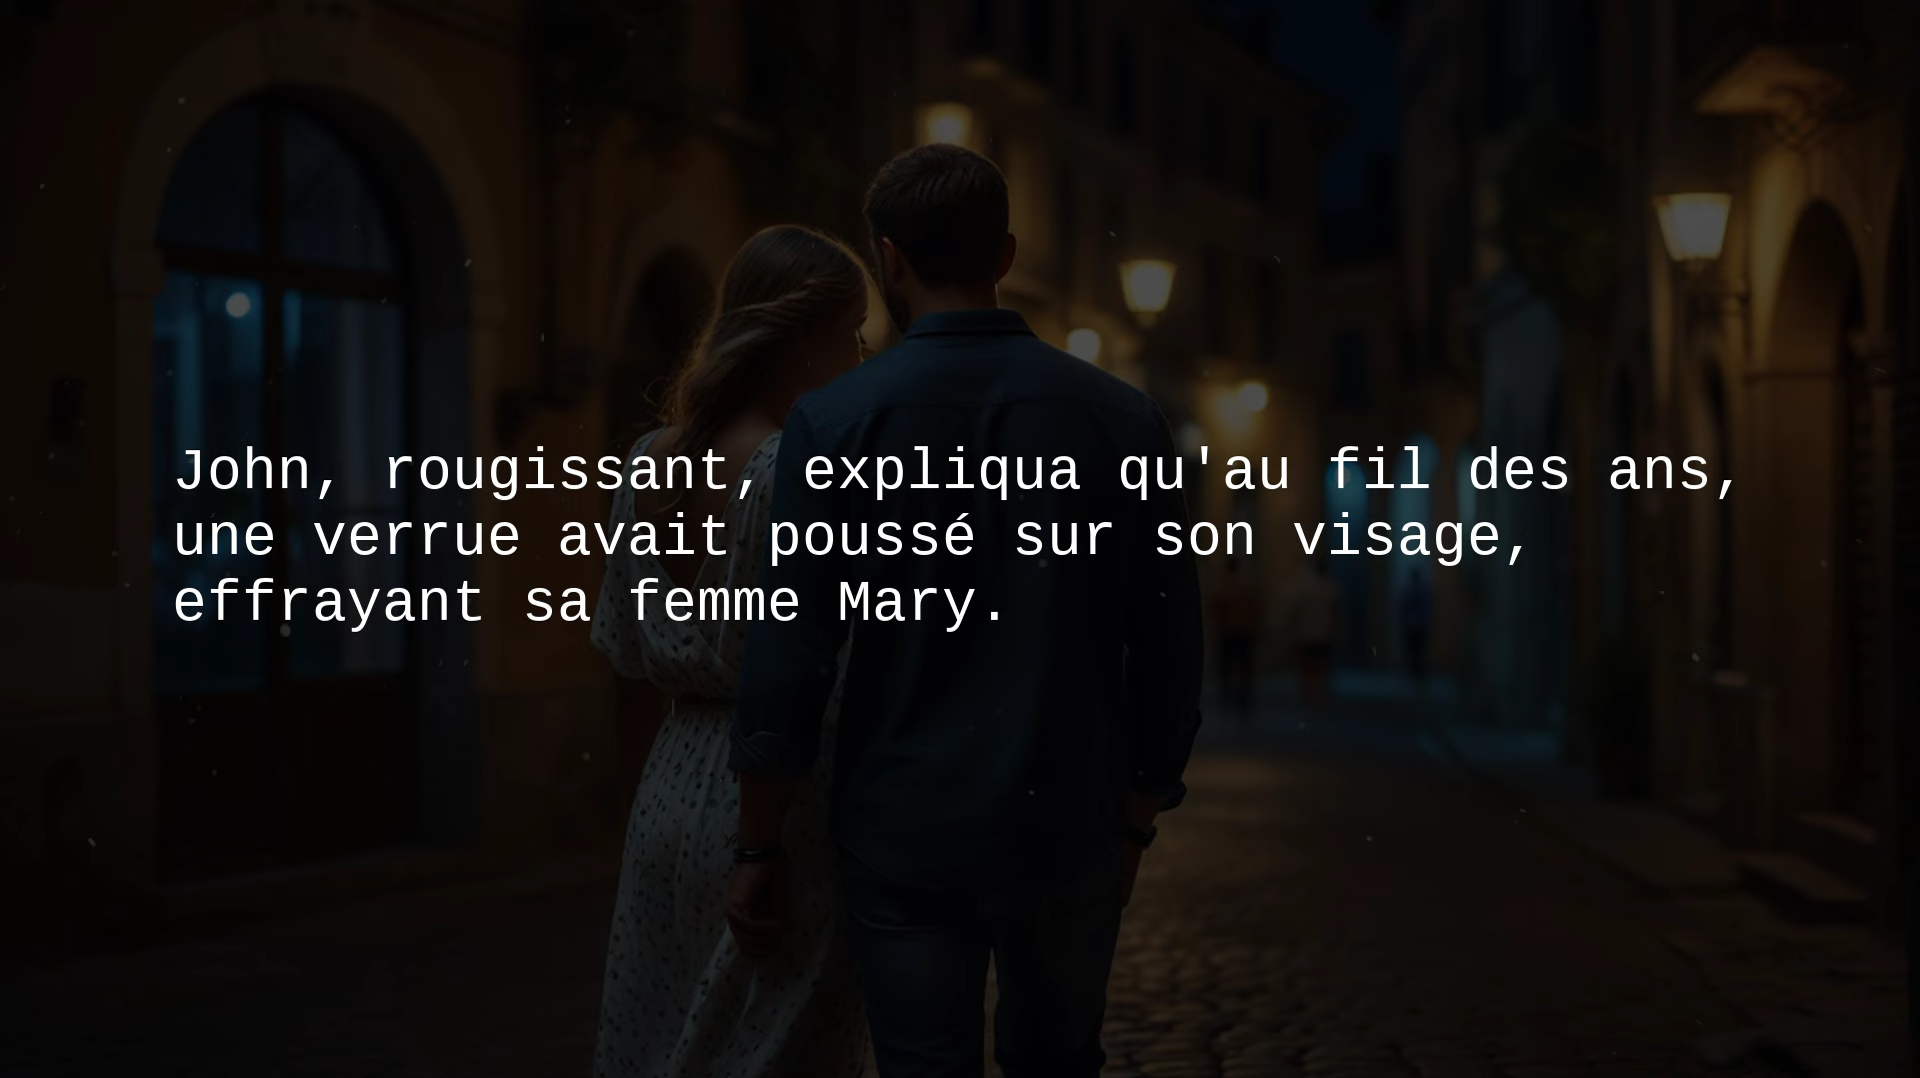 John, rougissant, expliqua qu'au fil des ans,
une verrue avait poussé sur son visage,
effrayant sa femme Mary.